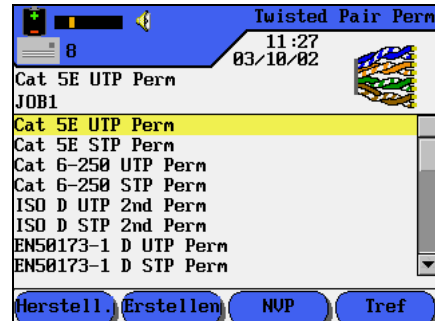 Twisted Pair Perm
8
11:27
03/10/02
Cat 5E UTP Perm
JOB1
Cat 5E UTP Perm
Cat 5E STP Perm
Cat 6-250 UTP Perm
Cat 6-250 STP Perm
ISO D UTP 2nd Perm
ISO D STP 2nd Perm
EN50173-1 D UTP Perm
EN50173-1 D STP Perm
Herstell. Erstellen NVP Tref